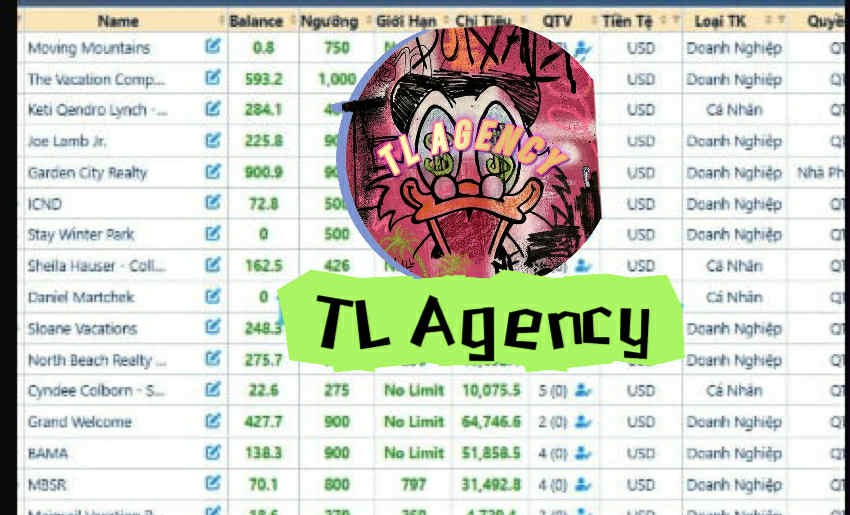 Name Balance Ngưỡng Giới Hạn Chi Tiêu QTV Tiền Tệ Loại TK
Moving Mountains 0.8 750 USD Doanh Nghiệp
The Vacation Comp... 593.2 1,000 USD Doanh Nghiệp
Keti Qendro Lynch -... 284.1 USD Cá Nhân
Joe Lamb Jr. 225.8 USD Doanh Nghiệp
Garden City Realty 900.9 USD Doanh Nghiệp
ICND 72.8 USD Doanh Nghiệp
Stay Winter Park 0 500 USD Doanh Nghiệp
Sheila Hauser - Coll... 162.5 426 USD Cá Nhân
TL AGENCY
Daniel Martchek 0 Cá Nhân
TL Agency
Sloane Vacations 248.3 Doanh Nghiệp
North Beach Realty ... 275.7 Doanh Nghiệp
Cyndee Colborn - S... 22.6 275 No Limit 10,075.5 5 (0) USD Cá Nhân
Grand Welcome 427.7 900 No Limit 64,746.6 2 (0) USD Doanh Nghiệp
BAMA 138.3 900 No Limit 51,858.5 4 (0) USD Doanh Nghiệp
MBSR 70.1 800 797 31,492.8 4 (0) USD Doanh Nghiệp